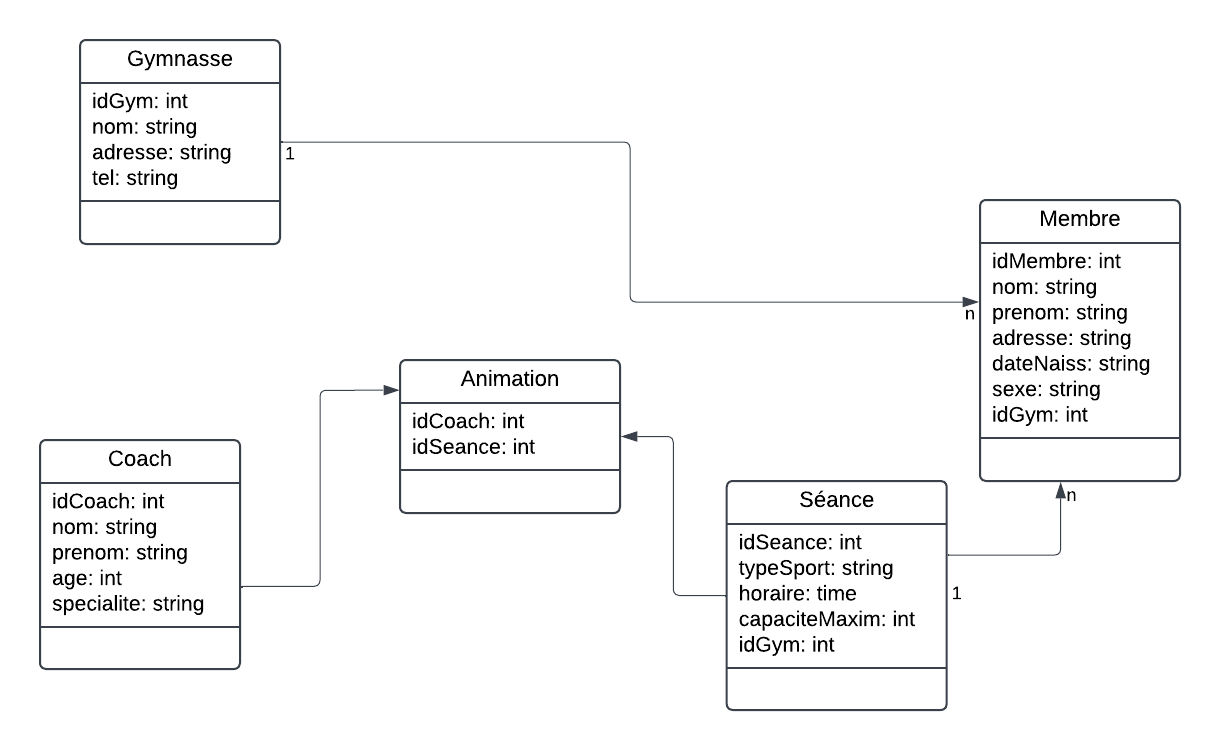 Gymnasse
idGym: int
nom: string
adresse: string
tel: string
1
n
Membre
idMembre: int
nom: string
prenom: string
adresse: string
dateNaiss: string
sexe: string
idGym: int
Animation
idCoach: int
idSeance: int
Coach
idCoach: int
nom: string
prenom: string
age: int
specialite: string
Séance
idSeance: int
typeSport: string
horaire: time
capaciteMaxim: int
idGym: int
n
1